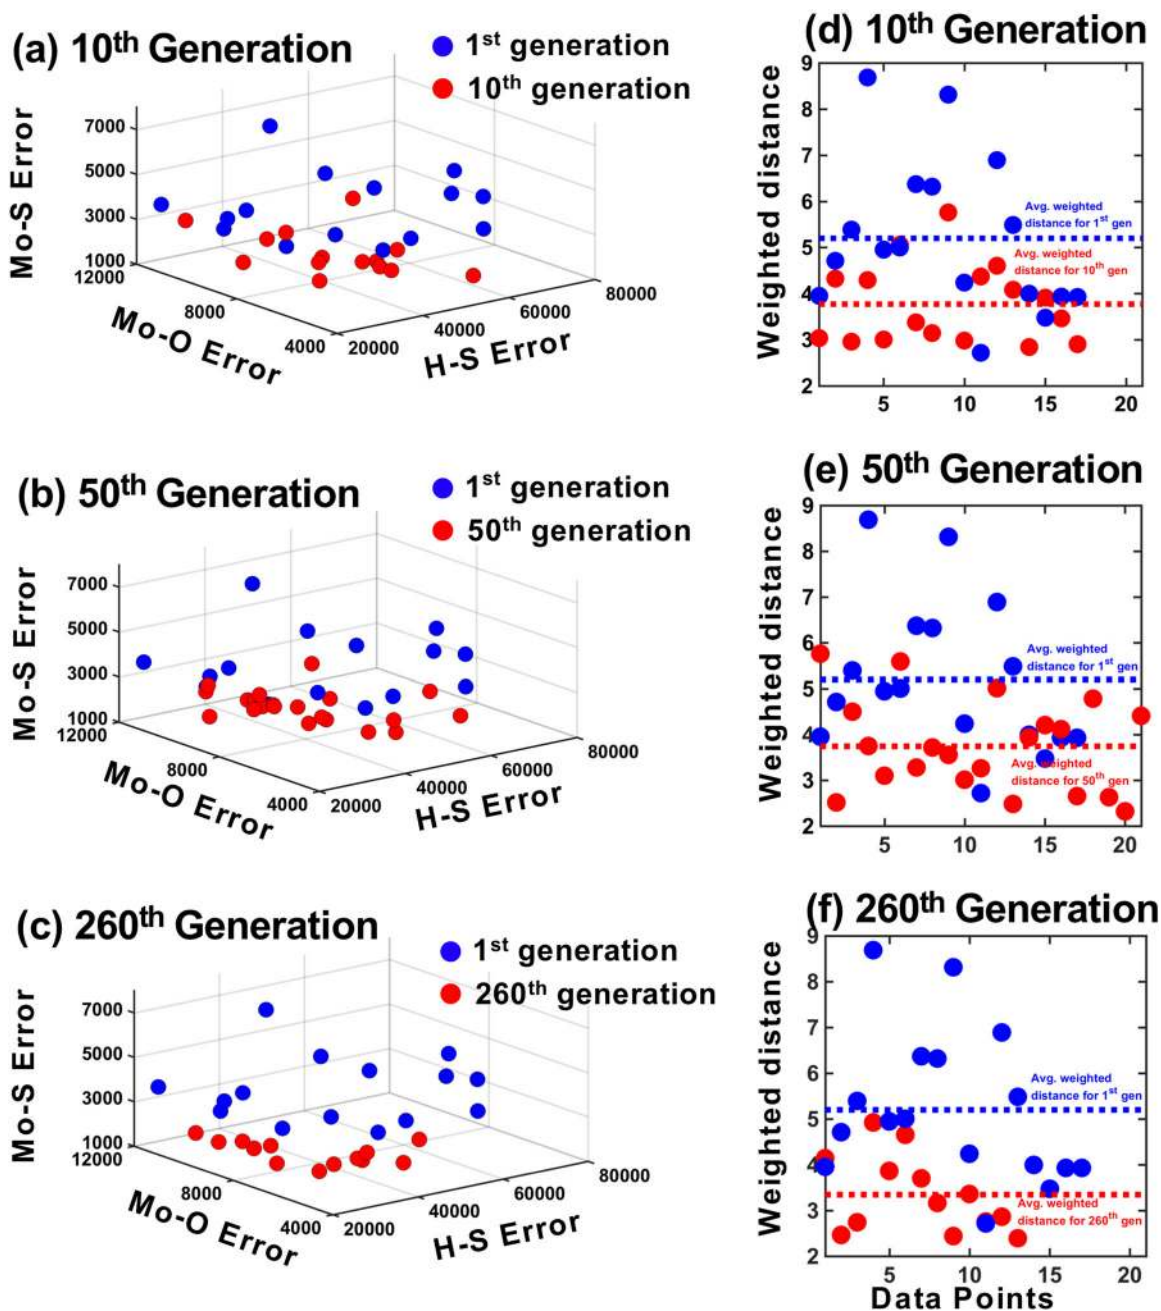 (a) 10th Generation
1st generation
10th generation
Mo-S Error
7000
5000
3000
1000
12000
8000
4000
Mo-O Error
20000
40000
60000
80000
H-S Error
(d) 10th Generation
Weighted distance
9
8
7
6
5
4
3
2
Avg. weighted
distance for 1st gen
Avg. weighted
distance for 10th gen
5
10
15
20
(b) 50th Generation
1st generation
50th generation
Mo-S Error
7000
5000
3000
1000
12000
8000
4000
Mo-O Error
20000
40000
60000
80000
H-S Error
(e) 50th Generation
Weighted distance
9
8
7
6
5
4
3
2
Avg. weighted
distance for 1st gen
Avg. weighted
distance for 50th gen
5
10
15
20
(c) 260th Generation
1st generation
260th generation
Mo-S Error
7000
5000
3000
1000
12000
8000
4000
Mo-O Error
20000
40000
60000
80000
H-S Error
(f) 260th Generation
Weighted distance
9
8
7
6
5
4
3
2
Avg. weighted
distance for 1st gen
Avg. weighted
distance for 260th gen
5
10
15
20
Data Points